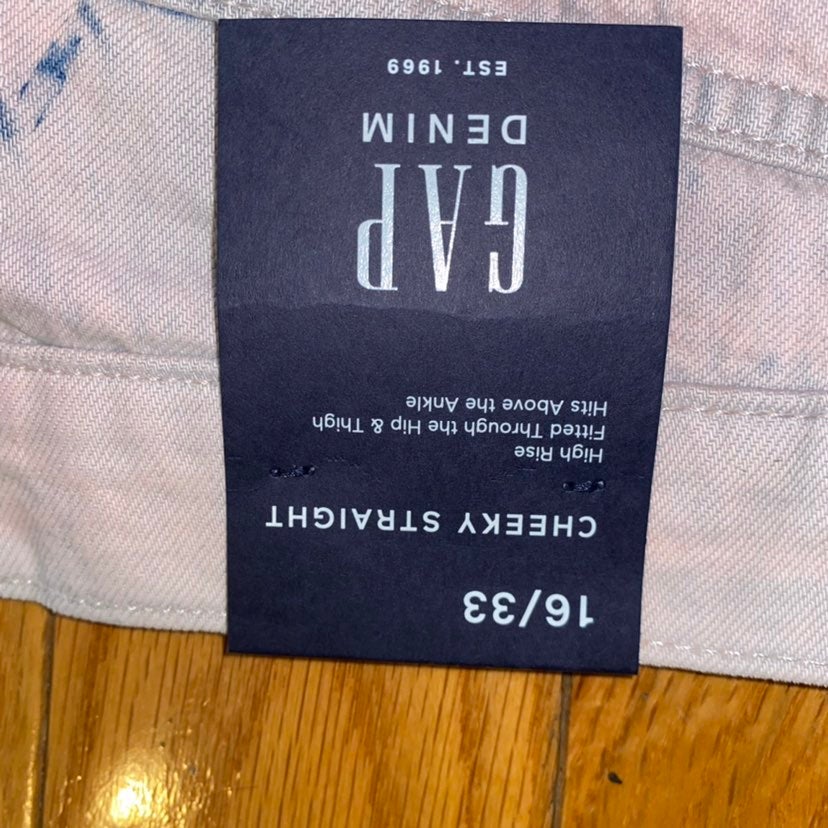 16/33
CHEEKY STRAIGHT
High Rise
Fitted Through the Hip & Thigh
Hits Above the Ankle
GAP
DENIM
EST. 1969